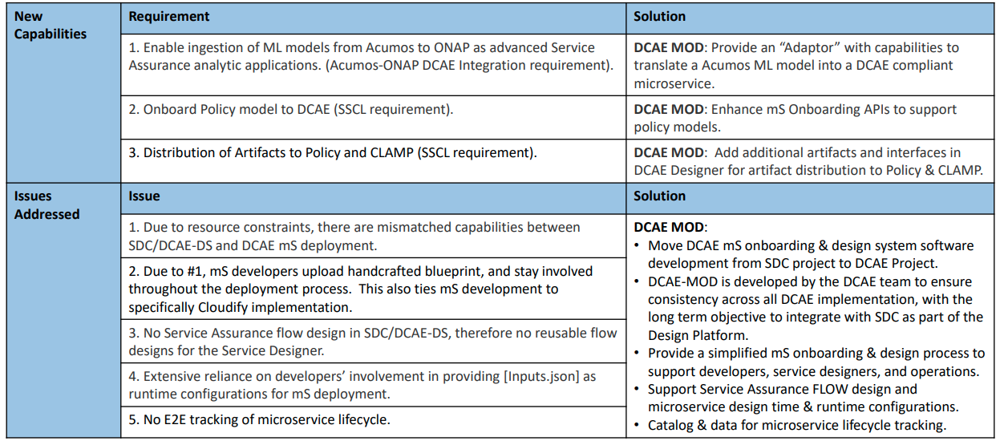 New
Capabilities
Requirement
Solution
1. Enable ingestion of ML models from Acumos to ONAP as advanced Service
Assurance analytic applications. (Acumos-ONAP DCAE Integration requirement).
DCAE MOD: Provide an “Adaptor” with capabilities to
translate a Acumos ML model into a DCAE compliant
microservice.
2. Onboard Policy model to DCAE (SSCL requirement).
DCAE MOD: Enhance mS Onboarding APIs to support
policy models.
3. Distribution of Artifacts to Policy and CLAMP (SSCL requirement).
DCAE MOD: Add additional artifacts and interfaces in
DCAE Designer for artifact distribution to Policy & CLAMP.
Issues
Addressed
Issue
Solution
1. Due to resource constraints, there are mismatched capabilities between
SDC/DCAE-DS and DCAE mS deployment.
2. Due to #1, mS developers upload handcrafted blueprint, and stay involved
throughout the deployment process. This also ties mS development to
specifically Cloudify implementation.
3. No Service Assurance flow design in SDC/DCAE-DS, therefore no reusable flow
designs for the Service Designer.
4. Extensive reliance on developers’ involvement in providing [Inputs.json] as
runtime configurations for mS deployment.
5. No E2E tracking of microservice lifecycle.
DCAE MOD:
• Move DCAE mS onboarding & design system software
development from SDC project to DCAE Project.
• DCAE-MOD is developed by the DCAE team to ensure
consistency across all DCAE implementation, with the
long term objective to integrate with SDC as part of the
Design Platform.
• Provide a simplified mS onboarding & design process to
support developers, service designers, and operations.
• Support Service Assurance FLOW design and
microservice design time & runtime configurations.
• Catalog & data for microservice lifecycle tracking.